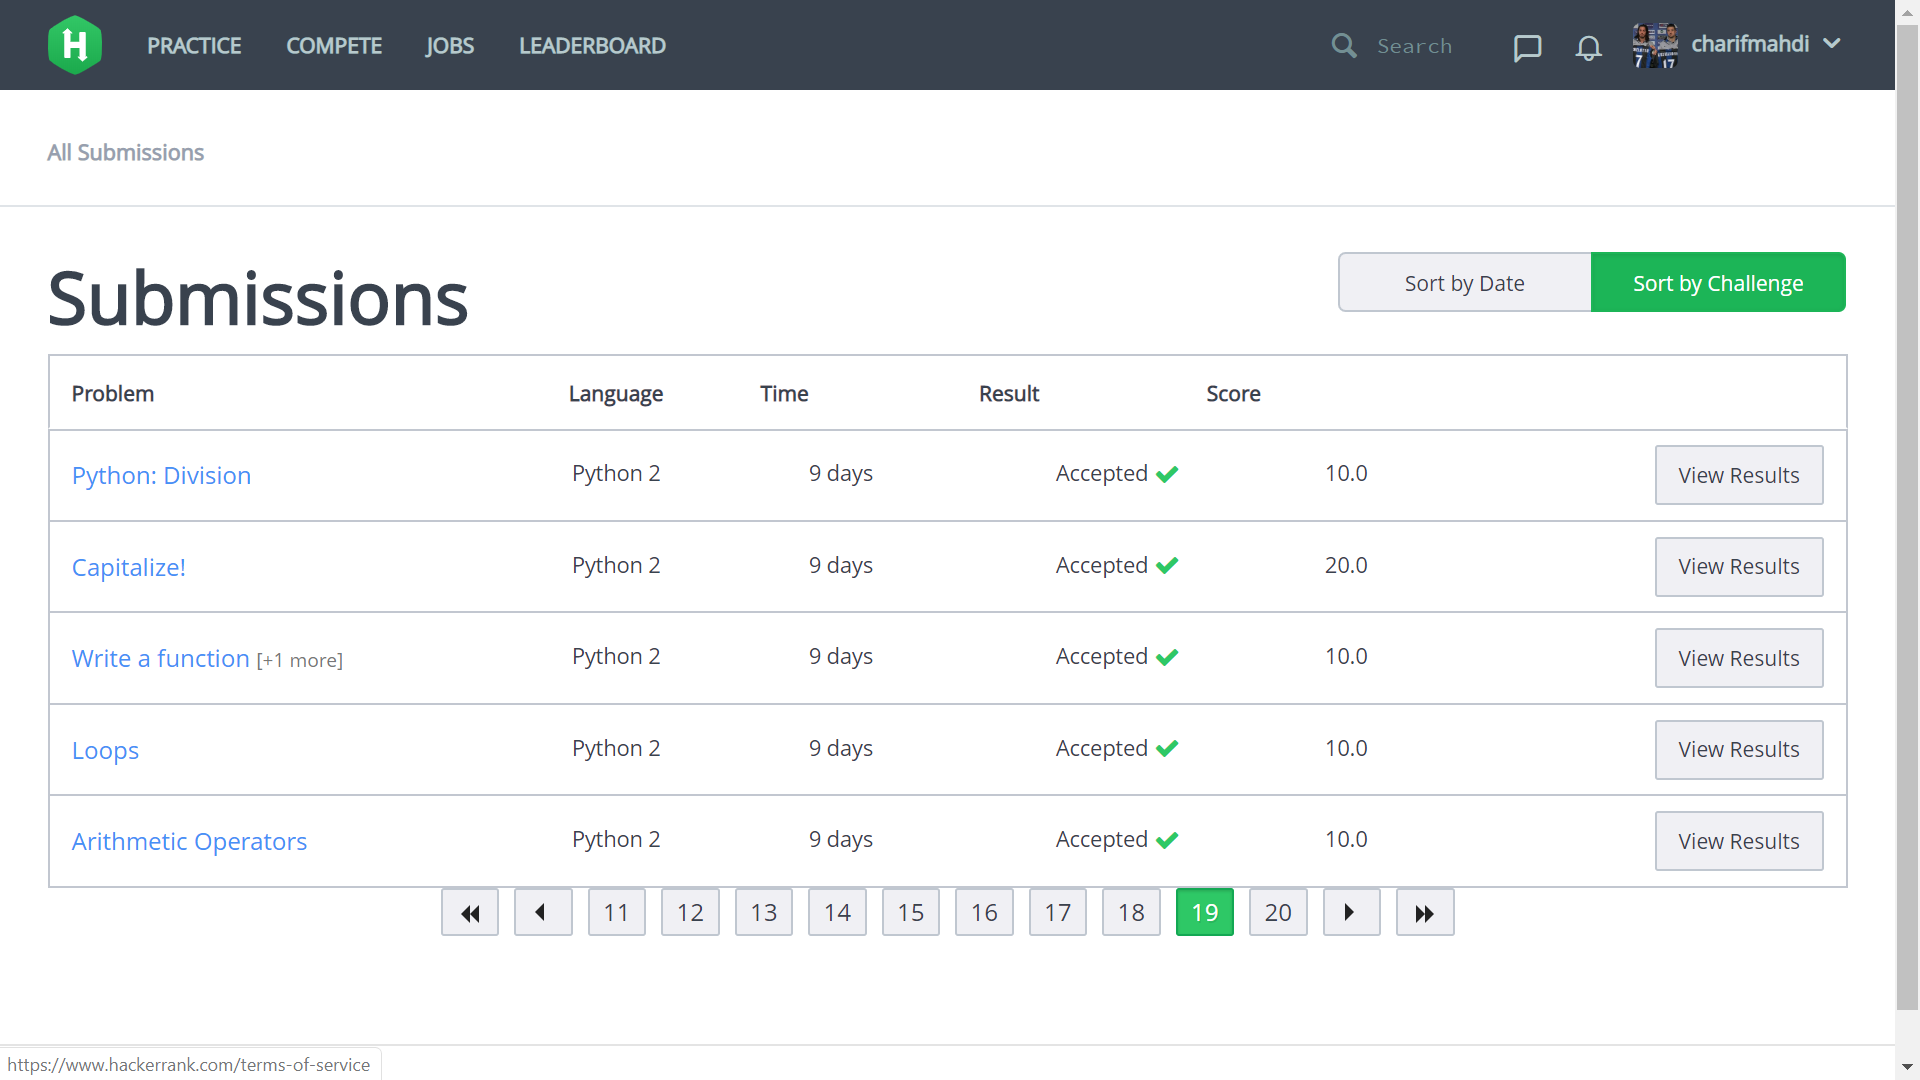 H PRACTICE COMPETE JOBS LEADERBOARD Search charifmahdi
All Submissions
Submissions Sort by Date Sort by Challenge
Problem Language Time Result Score
Python: Division Python 2 9 days Accepted 10.0 View Results
Capitalize! Python 2 9 days Accepted 20.0 View Results
Write a function [+1 more] Python 2 9 days Accepted 10.0 View Results
Loops Python 2 9 days Accepted 10.0 View Results
Arithmetic Operators Python 2 9 days Accepted 10.0 View Results
11 12 13 14 15 16 17 18 19 20
https://www.hackerrank.com/terms-of-service